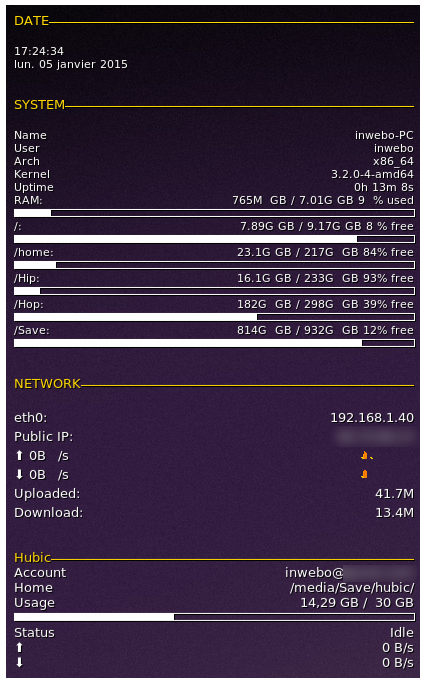 DATE
17:24:34
lun. 05 janvier 2015
SYSTEM
Name inwebo-PC
User inwebo
Arch x86_64
Kernel 3.2.0-4-amd64
Uptime 0h 13m 8s
RAM: 765M GB / 7.01G GB 9 % used
/: 7.89G GB / 9.17G GB 8 % free
/home: 23.1G GB / 217G GB 84% free
/Hip: 16.1G GB / 233G GB 93% free
/Hop: 182G GB / 298G GB 39% free
/Save: 814G GB / 932G GB 12% free
NETWORK
eth0: 192.168.1.40
Public IP:
⬆ 0B /s
⬇ 0B /s
Uploaded: 41.7M
Download: 13.4M
Hubic
Account inwebo@
Home /media/Save/hubic/
Usage 14,29 GB / 30 GB
Status Idle
⬆ 0 B/s
⬇ 0 B/s